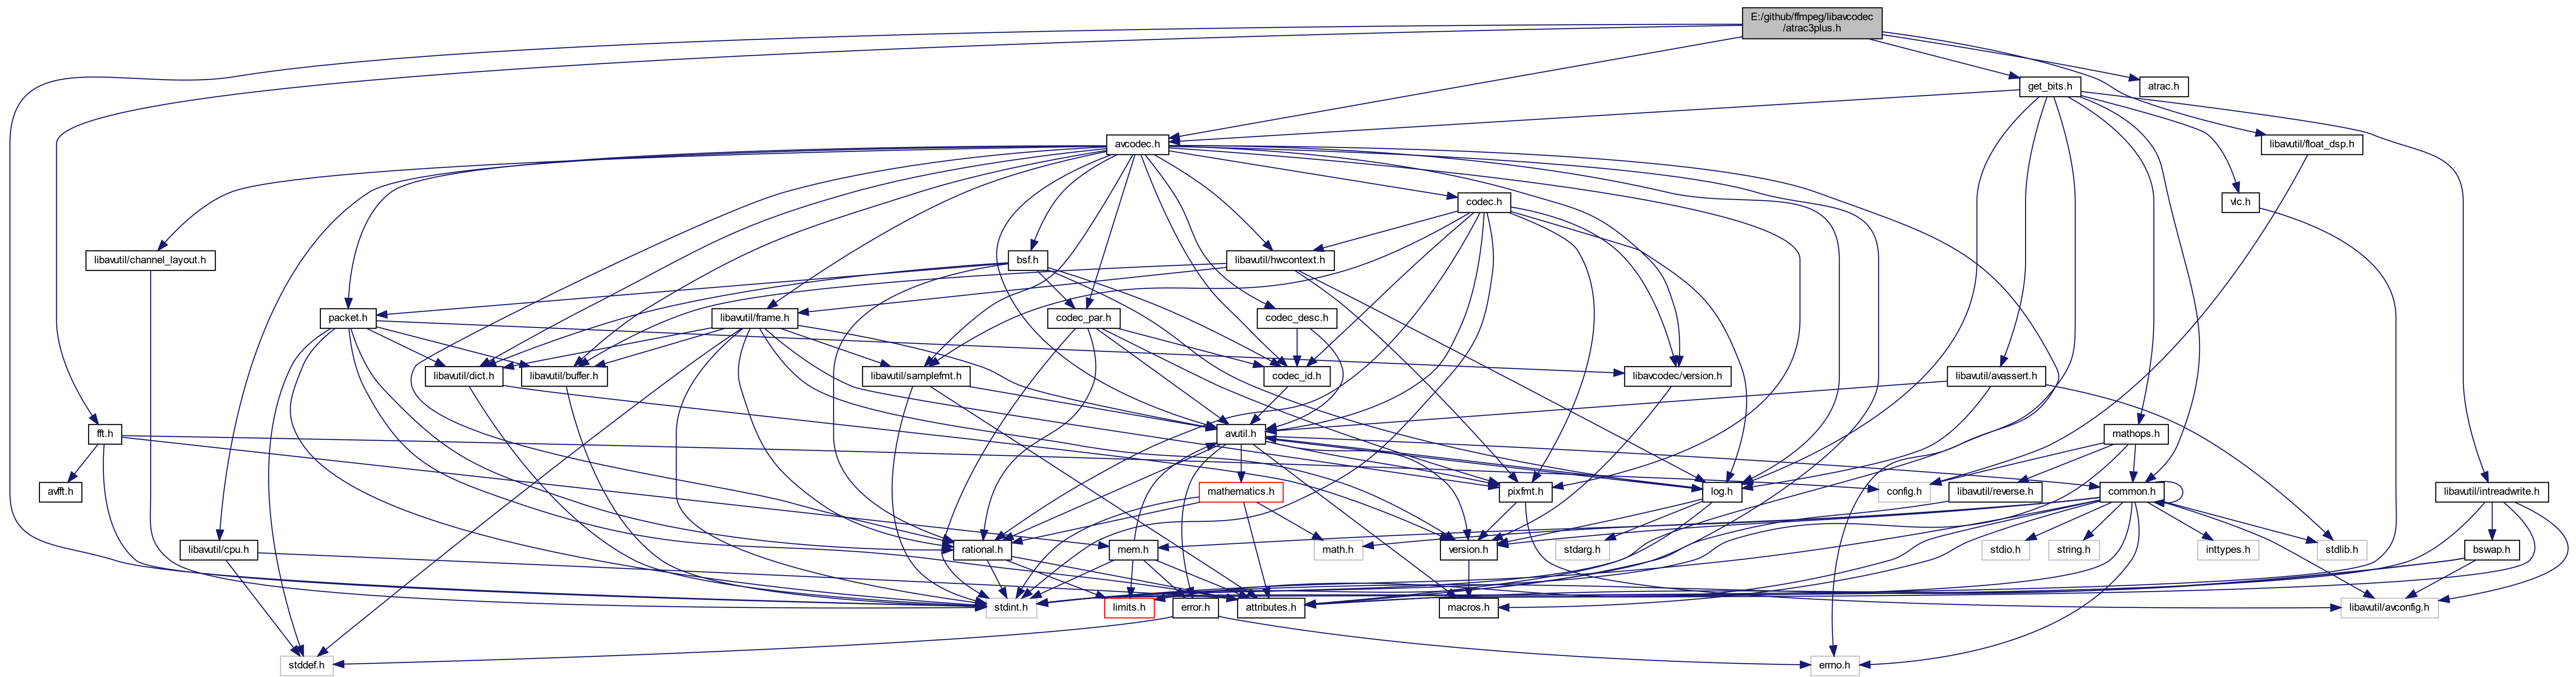 E:/github/ffmpeg/libavcodec
/atrac3plus.h
get_bits.h
atrac.h
avcodec.h
libavutil/float_dsp.h
codec.h
vlc.h
libavutil/channel_layout.h
bsf.h
libavutil/hwcontext.h
packet.h
libavutil/frame.h
codec_par.h
codec_desc.h
libavutil/dict.h
libavutil/buffer.h
libavutil/samplefmt.h
codec_id.h
libavcodec/version.h
libavutil/avassert.h
fft.h
avutil.h
mathops.h
avfft.h
mathematics.h
pixfmt.h
log.h
config.h
libavutil/reverse.h
common.h
libavutil/intreadwrite.h
libavutil/cpu.h
rational.h
mem.h
math.h
version.h
stdarg.h
stdio.h
string.h
inttypes.h
stdlib.h
bswap.h
stdint.h
limits.h
error.h
attributes.h
macros.h
libavutil/avconfig.h
stddef.h
errno.h